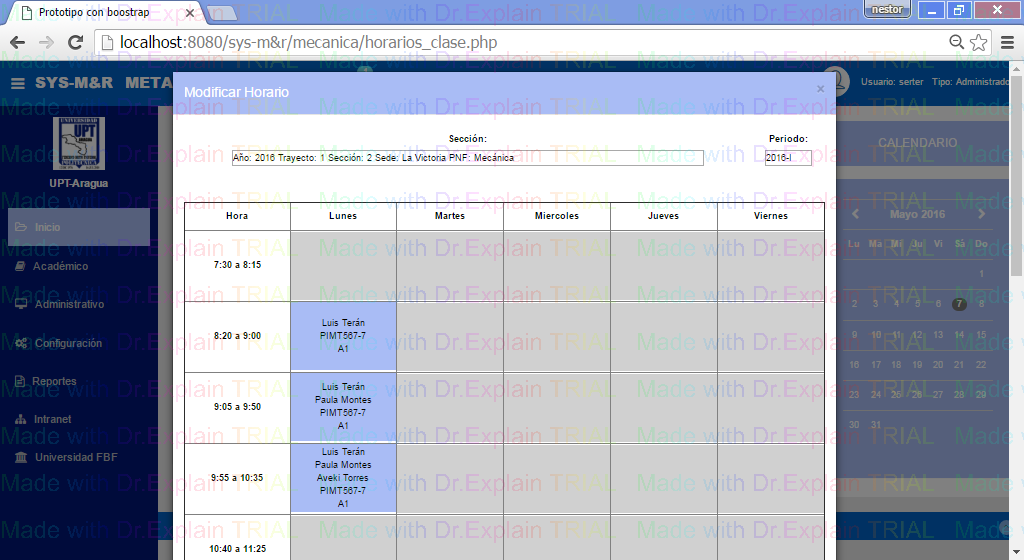 Prototipo con boostrap
nestor
localhost:8080/sys-m&r/mecanica/horarios_clase.php
SYS-M&R META
Usuario: serter Tipo: Administrado
Modificar Horario
×
UNIVERSIDAD
UPT
UPT-Aragua
Inicio
Académico
Administrativo
Configuración
Reportes
Intranet
Universidad FBF
Sección:
Periodo:
Año: 2016 Trayecto: 1 Sección: 2 Sede: La Victoria PNF: Mecánica
2016-I
Hora Lunes Martes Miercoles Jueves Viernes
7:30 a 8:15
8:20 a 9:00
Luis Terán
PIMT567-7
A1
9:05 a 9:50
Luis Terán
Paula Montes
PIMT567-7
A1
9:55 a 10:35
Luis Terán
Paula Montes
Aveki Torres
PIMT567-7
A1
10:40 a 11:25
CALENDARIO
Mayo 2016
Lu Ma Mi Ju Vi Sá Do
1
2 3 4 5 6 7 8
9 10 11 12 13 14 15
16 17 18 19 20 21 22
23 24 25 26 27 28 29
30 31
Made with Dr.Explain TRIAL